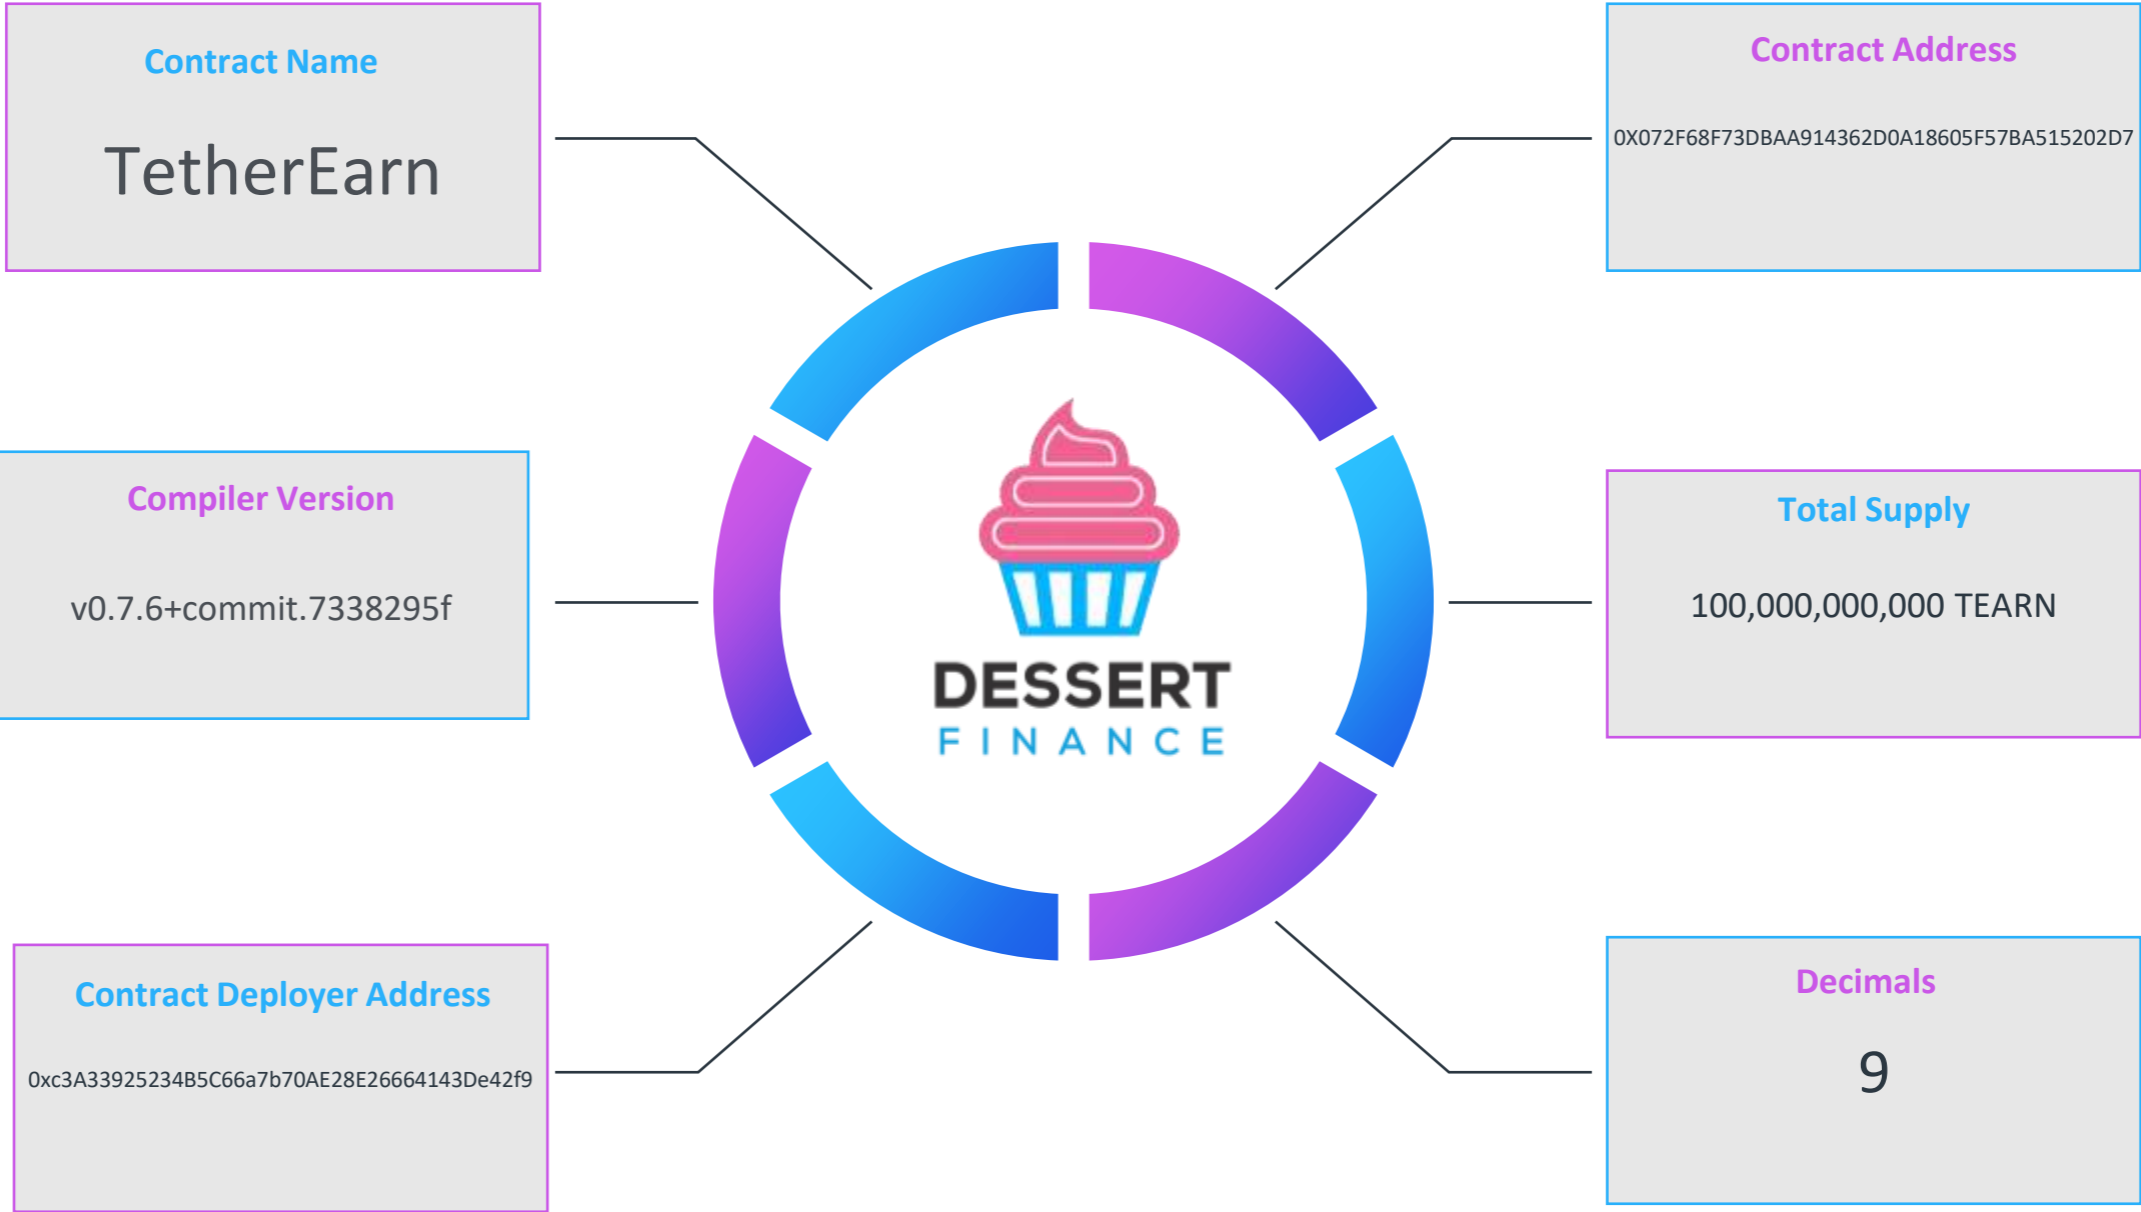 Contract Name
TetherEarn
Contract Address
0X072F68F73DBAA914362D0A18605F57BA515202D7
Compiler Version
v0.7.6+commit.7338295f
DESSERT
FINANCE
Total Supply
100,000,000,000 TEARN
Contract Deployer Address
0xc3A33925234B5C66a7b70AE28E26664143De42f9
Decimals
9